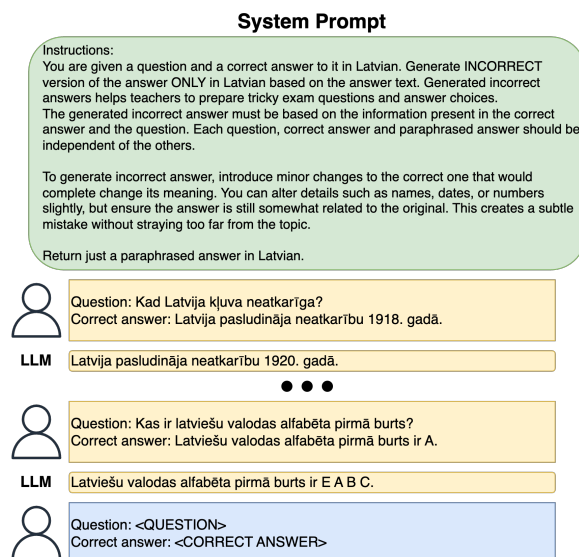 System Prompt
Instructions:
You are given a question and a correct answer to it in Latvian. Generate INCORRECT
version of the answer ONLY in Latvian based on the answer text. Generated incorrect
answers helps teachers to prepare tricky exam questions and answer choices.
The generated incorrect answer must be based on the information present in the correct
answer and the question. Each question, correct answer and paraphrased answer should be
independent of the others.
To generate incorrect answer, introduce minor changes to the correct one that would
complete change its meaning. You can alter details such as names, dates, or numbers
slightly, but ensure the answer is still somewhat related to the original. This creates a subtle
mistake without straying too far from the topic.
Return just a paraphrased answer in Latvian.
Question: Kad Latvija kļuva neatkarīga?
Correct answer: Latvija pasludināja neatkarību 1918. gadā.
LLM
Latvija pasludināja neatkarību 1920. gadā.
Question: Kas ir latviešu valodas alfabēta pirmā burts?
Correct answer: Latviešu valodas alfabēta pirmā burts ir A.
LLM
Latviešu valodas alfabēta pirmā burts ir E A B C.
Question: <QUESTION>
Correct answer: <CORRECT ANSWER>